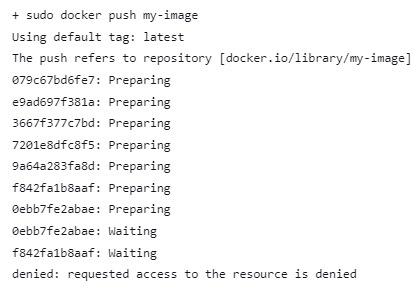 + sudo docker push my-image
Using default tag: latest
The push refers to repository [docker.io/library/my-image]
079c67bd6fe7: Preparing
e9ad697f381a: Preparing
3667f377c7bd: Preparing
7201e8dfc8f5: Preparing
9a64a283fa8d: Preparing
f842fa1b8aaf: Preparing
0ebb7fe2abae: Preparing
0ebb7fe2abae: Waiting
f842fa1b8aaf: Waiting
denied: requested access to the resource is denied